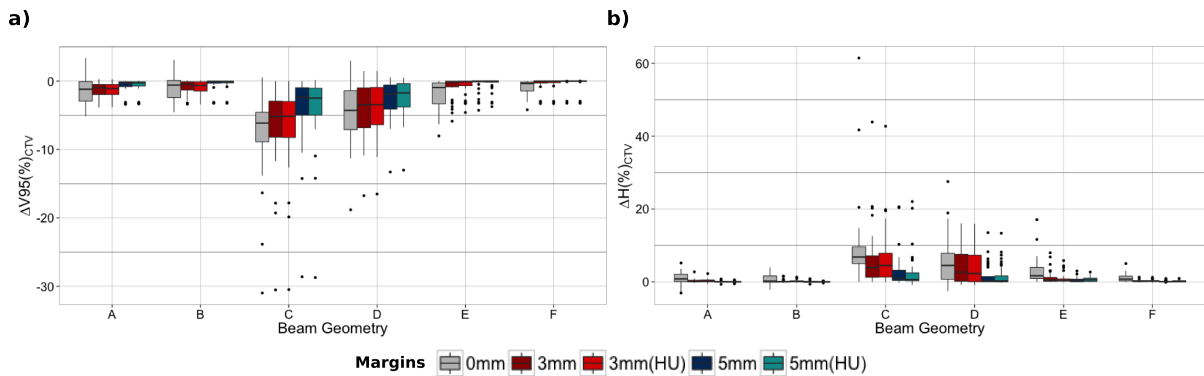 a)
b)
ΔV95(%)CTV
0
-10
-20
-30
A B C D E F
Beam Geometry
ΔH(%)CTV
60
40
20
0
A B C D E F
Beam Geometry
Margins 0mm 3mm 3mm(HU) 5mm 5mm(HU)